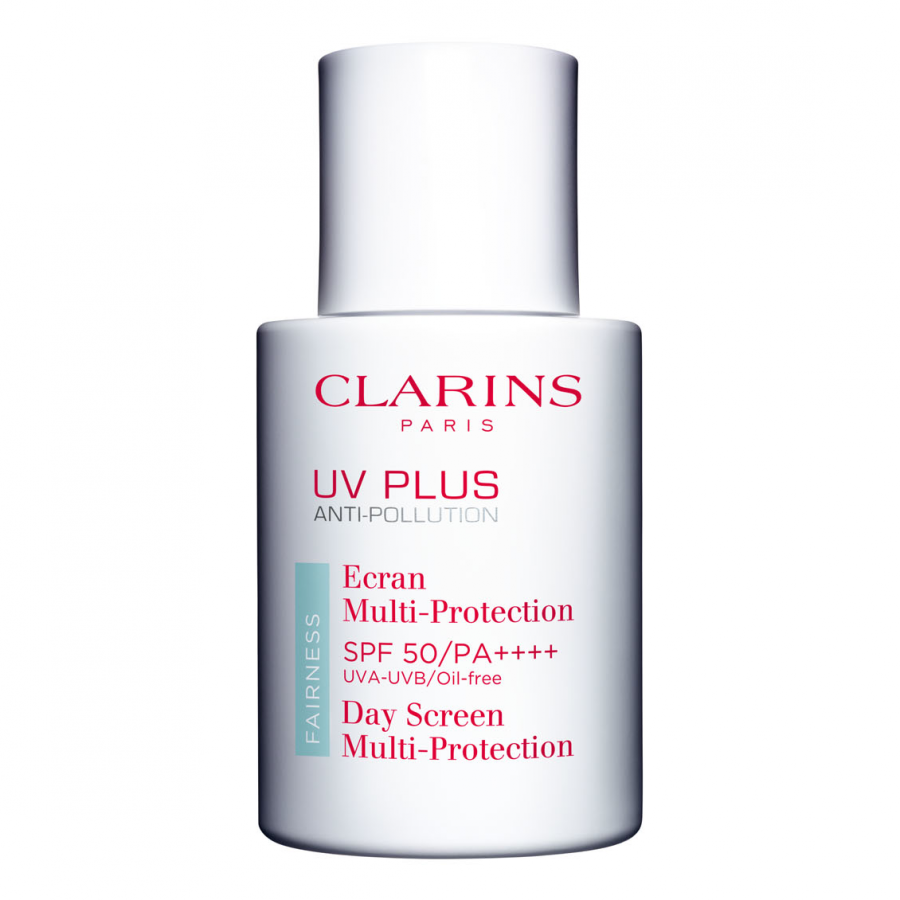 CLARINS
PARIS
UV PLUS
ANTI-POLLUTION
FAIRNESS
Ecran
Multi-Protection
SPF 50/PA++++
UVA-UVB/Oil-free
Day Screen
Multi-Protection